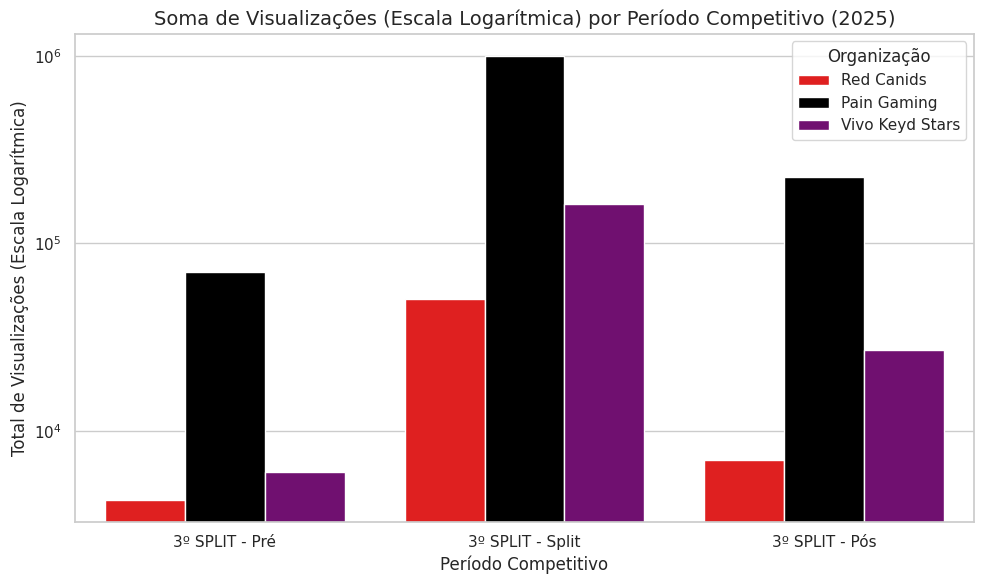 Soma de Visualizações (Escala Logarítmica) por Período Competitivo (2025)
Organização
Red Canids
Pain Gaming
Vivo Keyd Stars
Total de Visualizações (Escala Logarítmica)
10⁶
10⁵
10⁴
3º SPLIT - Pré
3º SPLIT - Split
3º SPLIT - Pós
Período Competitivo